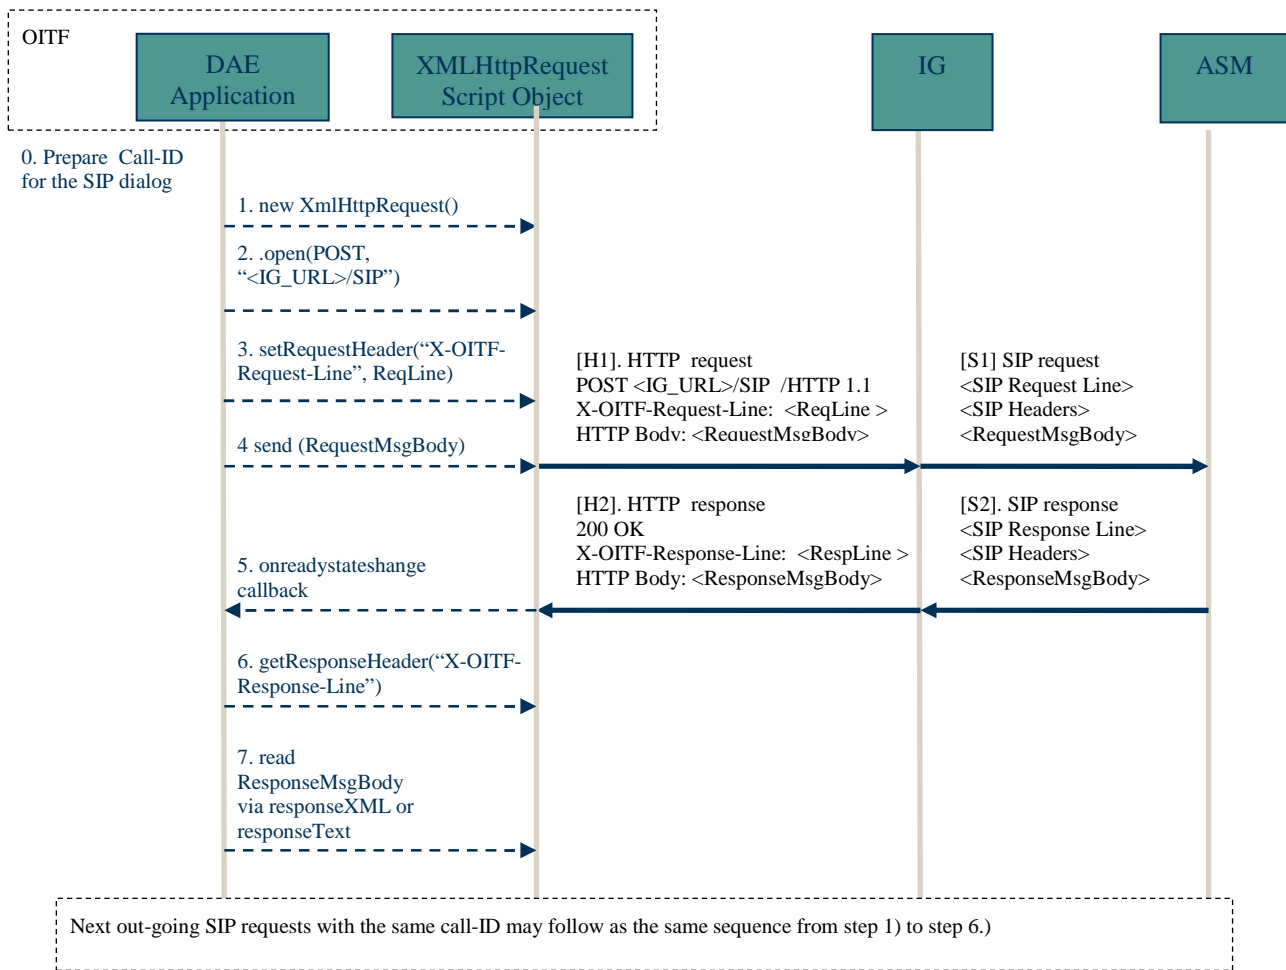 OITF
DAE
Application
XMLHttpRequest
Script Object
IG
ASM
0. Prepare Call-ID
for the SIP dialog
1. new XmlHttpRequest()
2. .open(POST,
“<IG_URL>/SIP”)
3. setRequestHeader(“X-OITF-
Request-Line”, ReqLine)
[H1]. HTTP request
POST <IG_URL>/SIP /HTTP 1.1
X-OITF-Request-Line: <ReqLine >
HTTP Body: <RequestMsgBody>
[S1] SIP request
<SIP Request Line>
<SIP Headers>
<RequestMsgBody>
4 send (RequestMsgBody)
[H2]. HTTP response
200 OK
X-OITF-Response-Line: <RespLine >
HTTP Body: <ResponseMsgBody>
[S2]. SIP response
<SIP Response Line>
<SIP Headers>
<ResponseMsgBody>
5. onreadystateshange
callback
6. getResponseHeader(“X-OITF-
Response-Line”)
7. read
ResponseMsgBody
via responseXML or
responseText
Next out-going SIP requests with the same call-ID may follow as the same sequence from step 1) to step 6.)